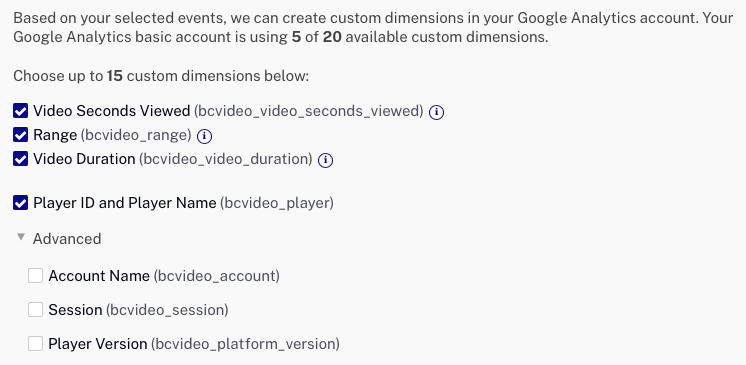 Based on your selected events, we can create custom dimensions in your Google Analytics account. Your
Google Analytics basic account is using 5 of 20 available custom dimensions.
Choose up to 15 custom dimensions below:
Video Seconds Viewed (bcvideo_video_seconds_viewed) i
Range (bcvideo_range) i
Video Duration (bcvideo_video_duration) i
Player ID and Player Name (bcvideo_player)
Advanced
Account Name (bcvideo_account)
Session (bcvideo_session)
Player Version (bcvideo_platform_version)